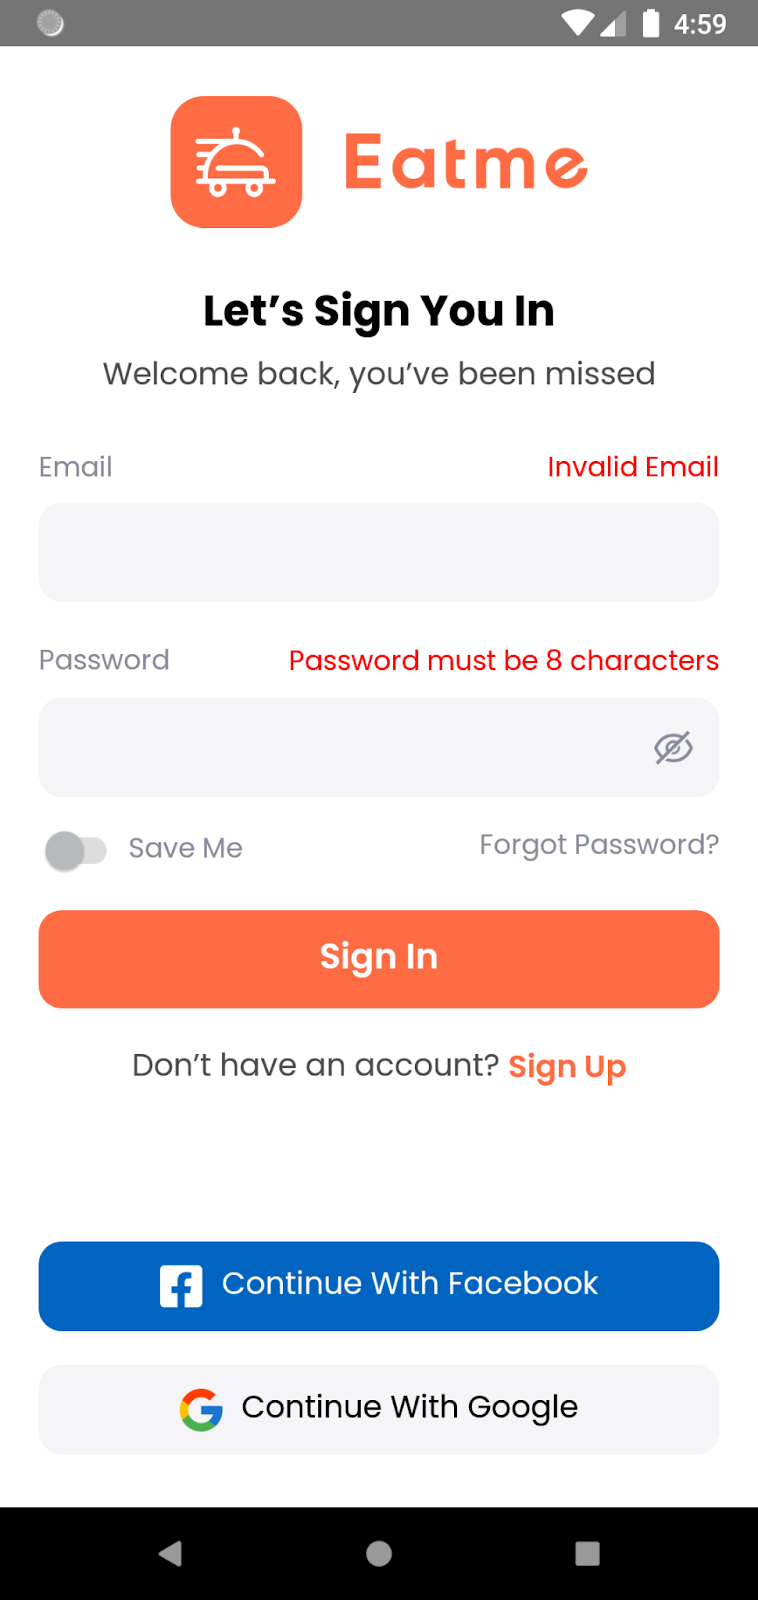 4:59
Eatme
Let’s Sign You In
Welcome back, you’ve been missed
Email Invalid Email
Password Password must be 8 characters
Save Me Forgot Password?
Sign In
Don’t have an account? Sign Up
Continue With Facebook
Continue With Google